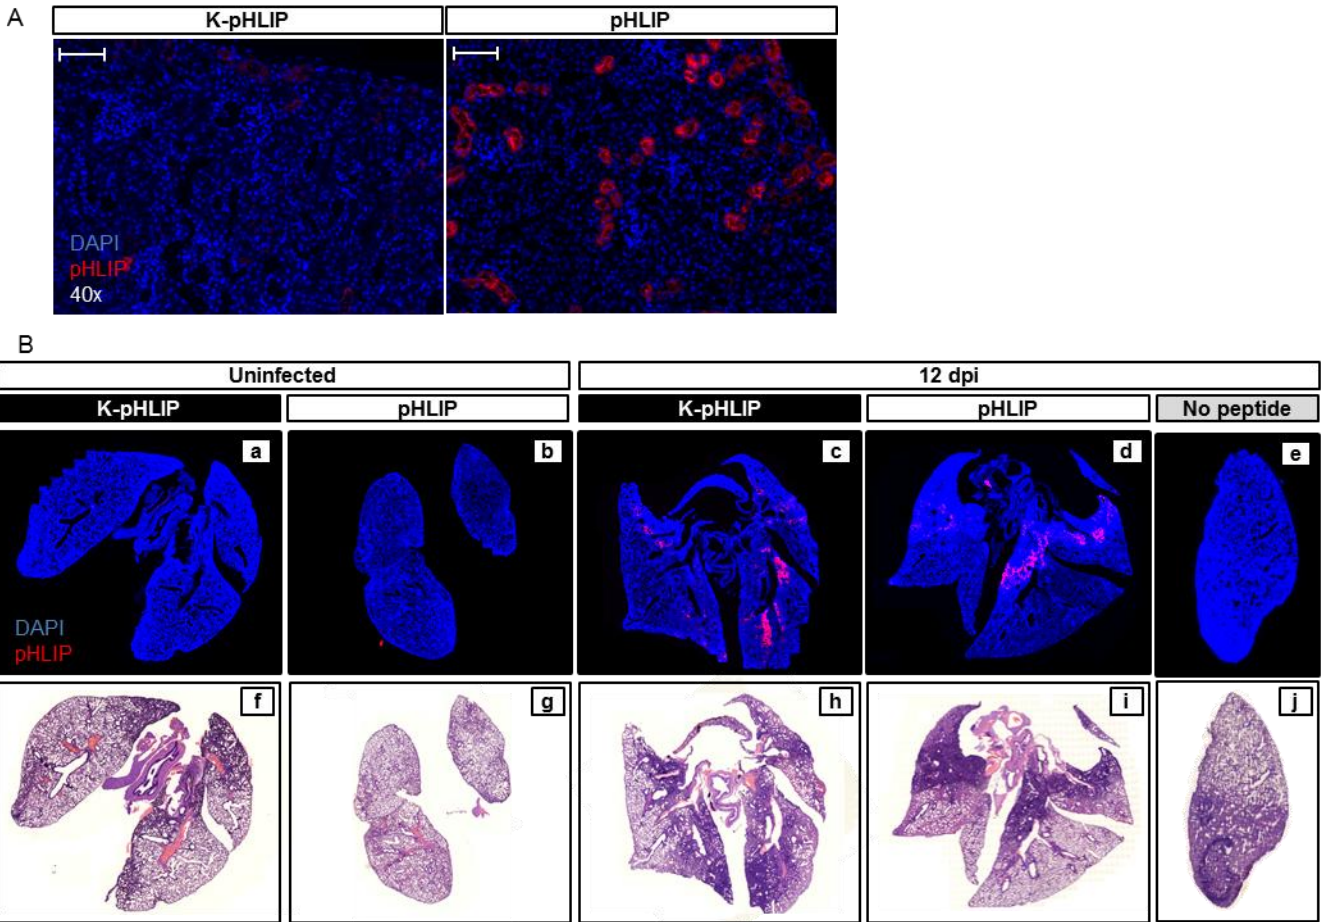 A
K-pHLIP pHLIP
DAPI
pHLIP
40x
B
Uninfected 12 dpi
K-pHLIP pHLIP K-pHLIP pHLIP No peptide
a b c d e
DAPI
pHLIP
f g h i j